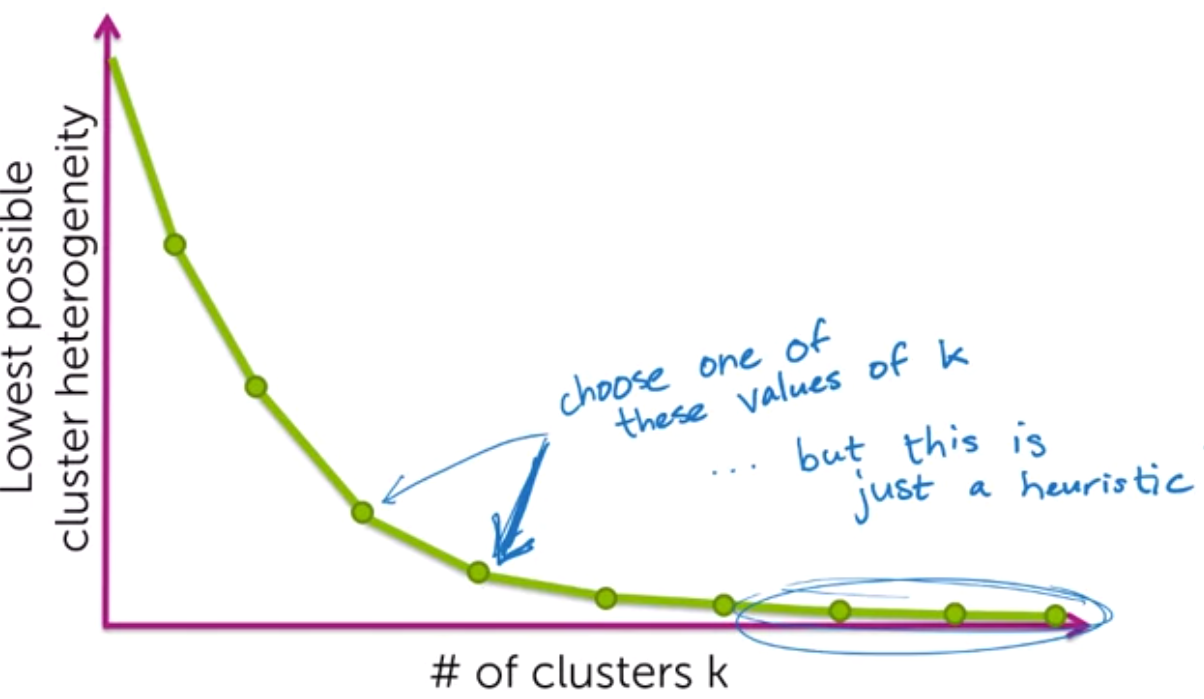 Lowest possible
cluster heterogeneity
choose one of
these values of k
... but this is
just a heuristic
# of clusters k